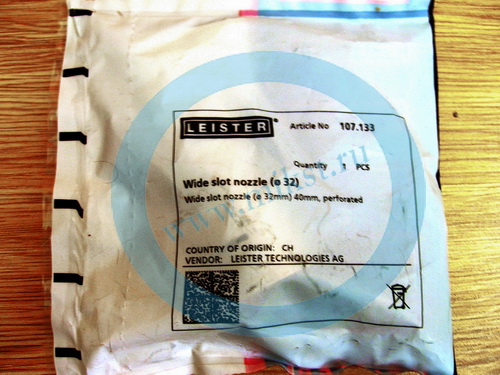 LEISTER Article No 107.133
Quantity 1 PCS
Wide slot nozzle (ø 32)
Wide slot nozzle (ø 32mm) 40mm, perforated
COUNTRY OF ORIGIN: CH
VENDOR: LEISTER TECHNOLOGIES AG